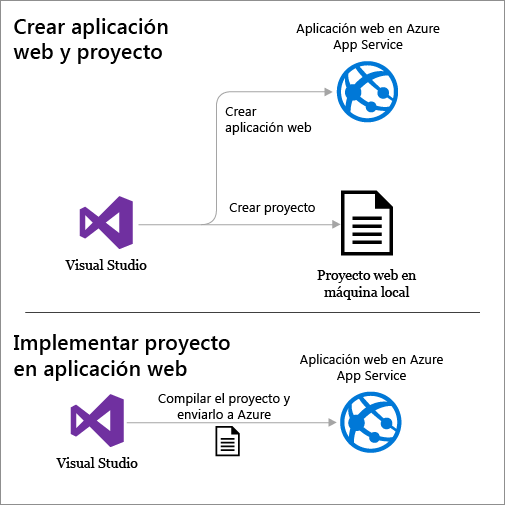 Crear aplicación
web y proyecto
Aplicación web en Azure
App Service
Crear
aplicación web
Crear proyecto
Visual Studio
Proyecto web en
máquina local
Implementar proyecto
en aplicación web
Aplicación web en Azure
App Service
Compilar el proyecto y
enviarlo a Azure
Visual Studio